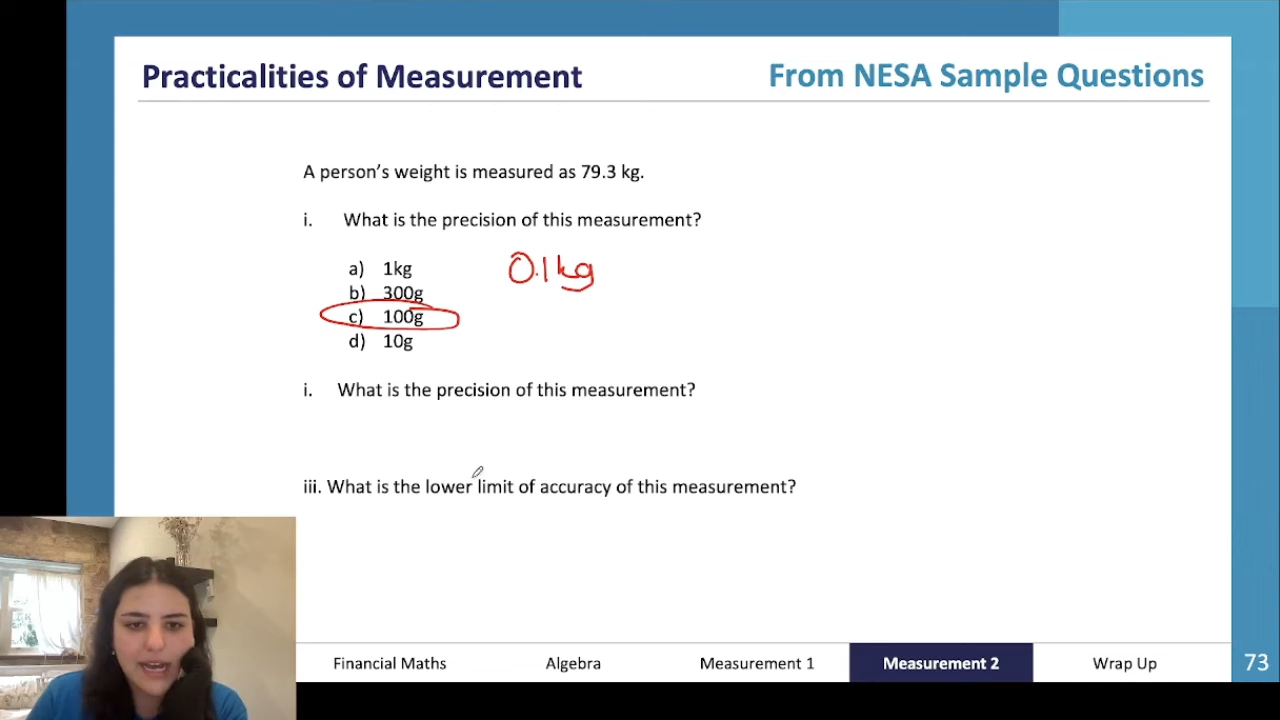 Practicalities of Measurement
From NESA Sample Questions
A person's weight is measured as 79.3 kg.
i. What is the precision of this measurement?
a) 1kg
0.1kg
b) 300g
c) 100g
d) 10g
i. What is the precision of this measurement?
iii. What is the lower limit of accuracy of this measurement?
Financial Maths
Algebra
Measurement 1
Measurement 2
Wrap Up
73